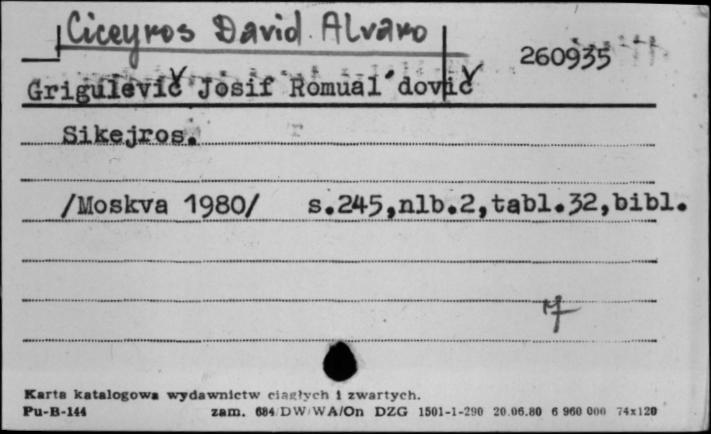 Ciceyros David Alvaro
260935
Grigulevič Josif Romual'dovič
Sikejros.
/Moskva 1980/ s.245,nlb.2,tabl.32,bibl.
Karta katalogowa wydawnictw ciągłych i zwartych.
Pu-B-144 zam. 684/DW/WA/On DZG 1501-1-290 20.06.80 6 960 000 74x120